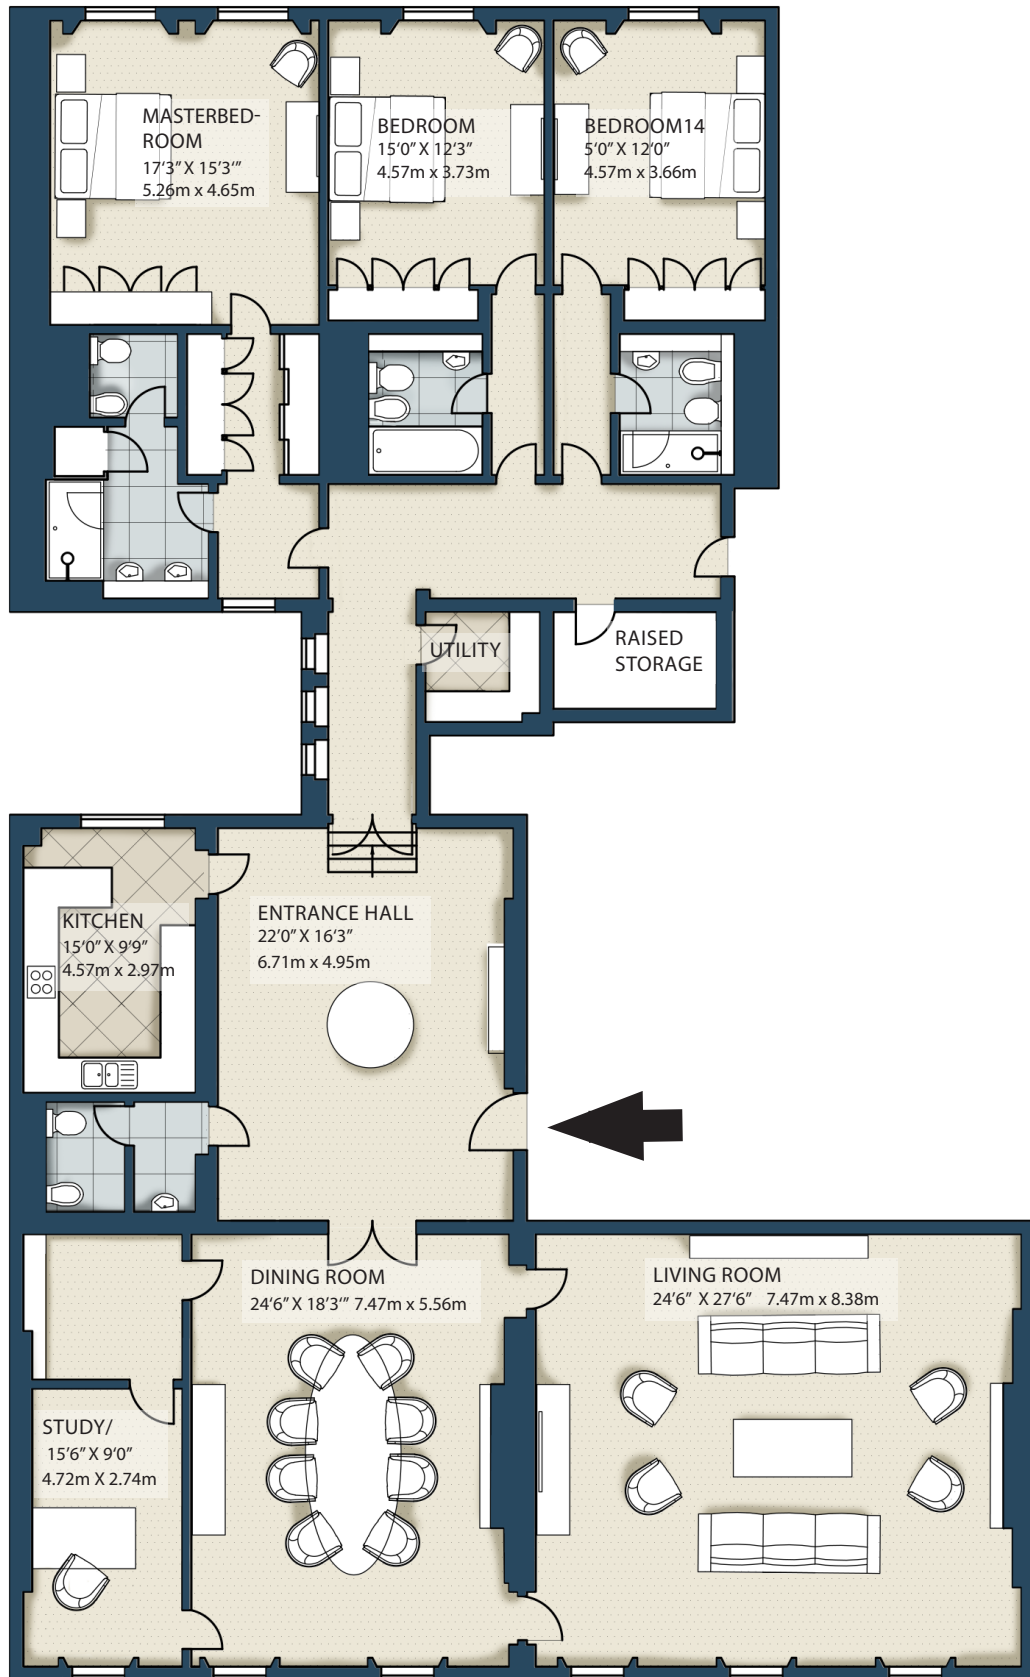 MASTERBED-
ROOM
17'3" X 15'3'"
5.26m x 4.65m
BEDROOM
15'0" X 12'3"
4.57m x 3.73m
BEDROOM14
5'0" X 12'0"
4.57m x 3.66m
UTILITY
RAISED
STORAGE
KITCHEN
15'0" X 9'9"
4.57m x 2.97m
ENTRANCE HALL
22'0" X 16'3"
6.71m x 4.95m
DINING ROOM
24'6" X 18'3'" 7.47m x 5.56m
LIVING ROOM
24'6" X 27'6" 7.47m x 8.38m
STUDY/
15'6" X 9'0"
4.72m X 2.74m